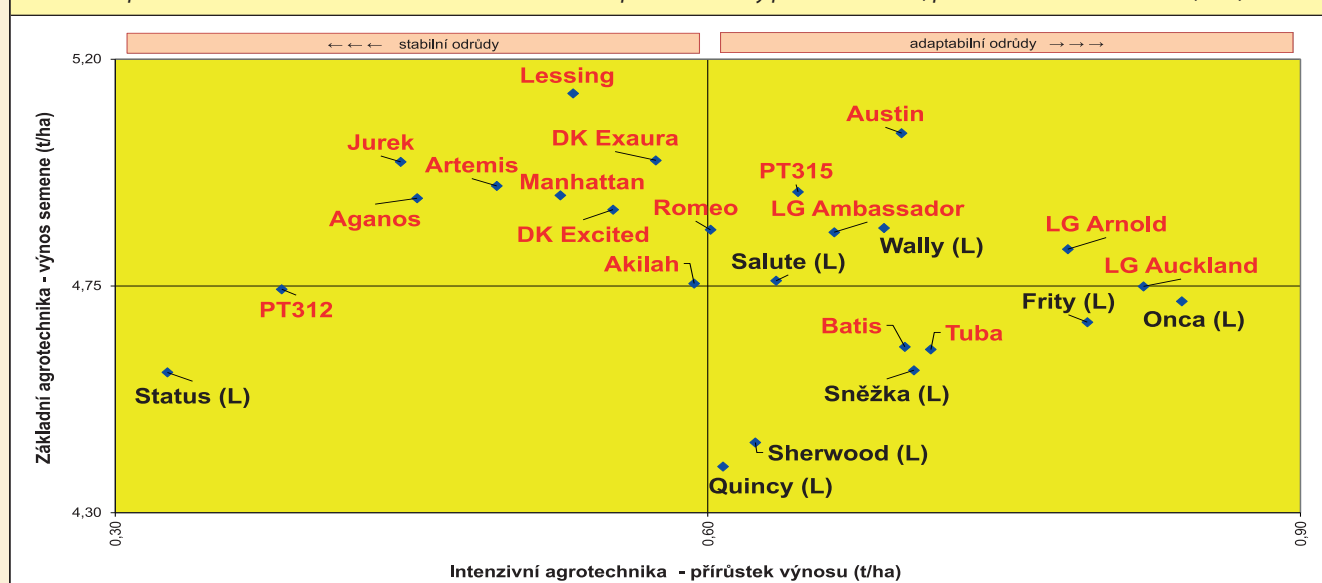 ← ← ← stabilní odrůdy
adaptabilní odrůdy → → →
5,20
Lessing
Austin
Jurek
DK Exaura
Artemis
Manhattan
PT315
Aganos
DK Excited
Romeo
LG Ambassador
Wally (L)
LG Arnold
Akilah
Salute (L)
LG Auckland
4,75
PT312
Frity (L)
Onca (L)
Batis
Tuba
Status (L)
Sněžka (L)
Sherwood (L)
Quincy (L)
4,30
0,30
0,60
0,90
Základní agrotechnika - výnos semene (t/ha)
Intenzivní agrotechnika - přírůstek výnosu (t/ha)